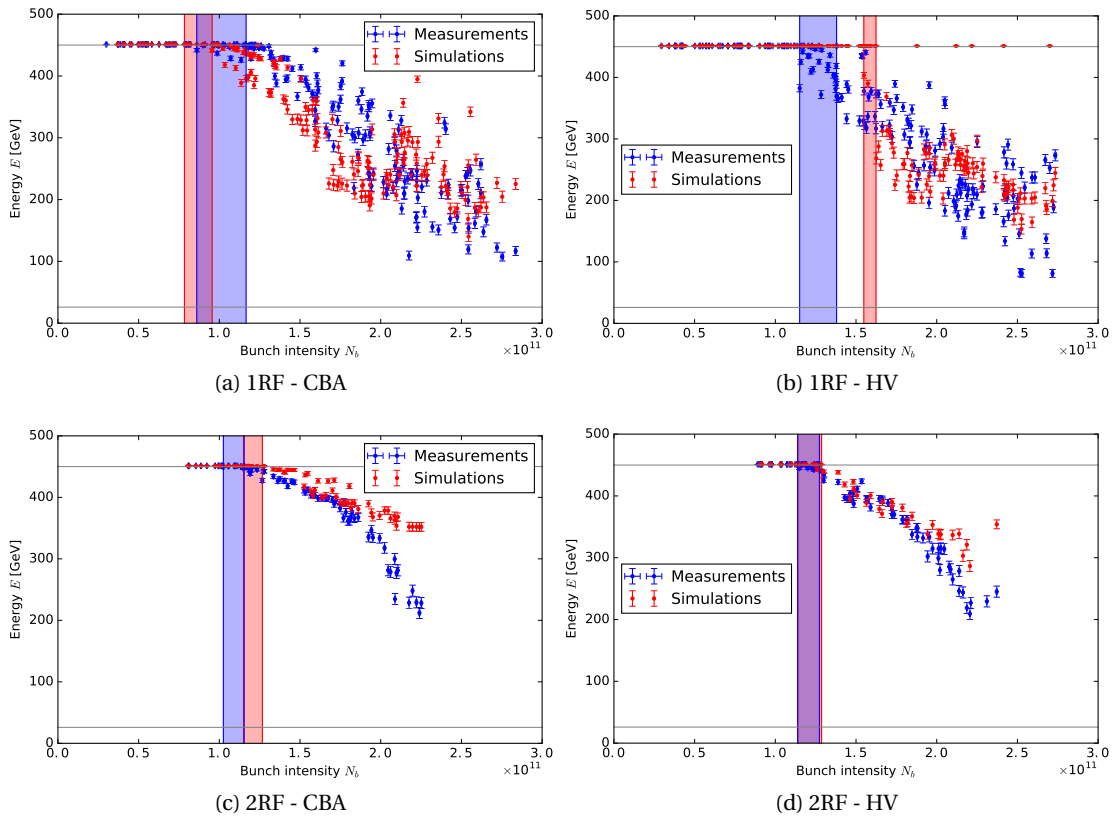 500
400
300
200
100
0
Energy E [GeV]
Measurements
Simulations
0.0 0.5 1.0 1.5 2.0 2.5 3.0
Bunch intensity N_b
×10^11
(a) 1RF - CBA
500
400
300
200
100
0
Energy E [GeV]
Measurements
Simulations
0.0 0.5 1.0 1.5 2.0 2.5 3.0
Bunch intensity N_b
×10^11
(b) 1RF - HV
500
400
300
200
100
0
Energy E [GeV]
Measurements
Simulations
0.0 0.5 1.0 1.5 2.0 2.5 3.0
Bunch intensity N_b
×10^11
(c) 2RF - CBA
500
400
300
200
100
0
Energy E [GeV]
Measurements
Simulations
0.0 0.5 1.0 1.5 2.0 2.5 3.0
Bunch intensity N_b
×10^11
(d) 2RF - HV